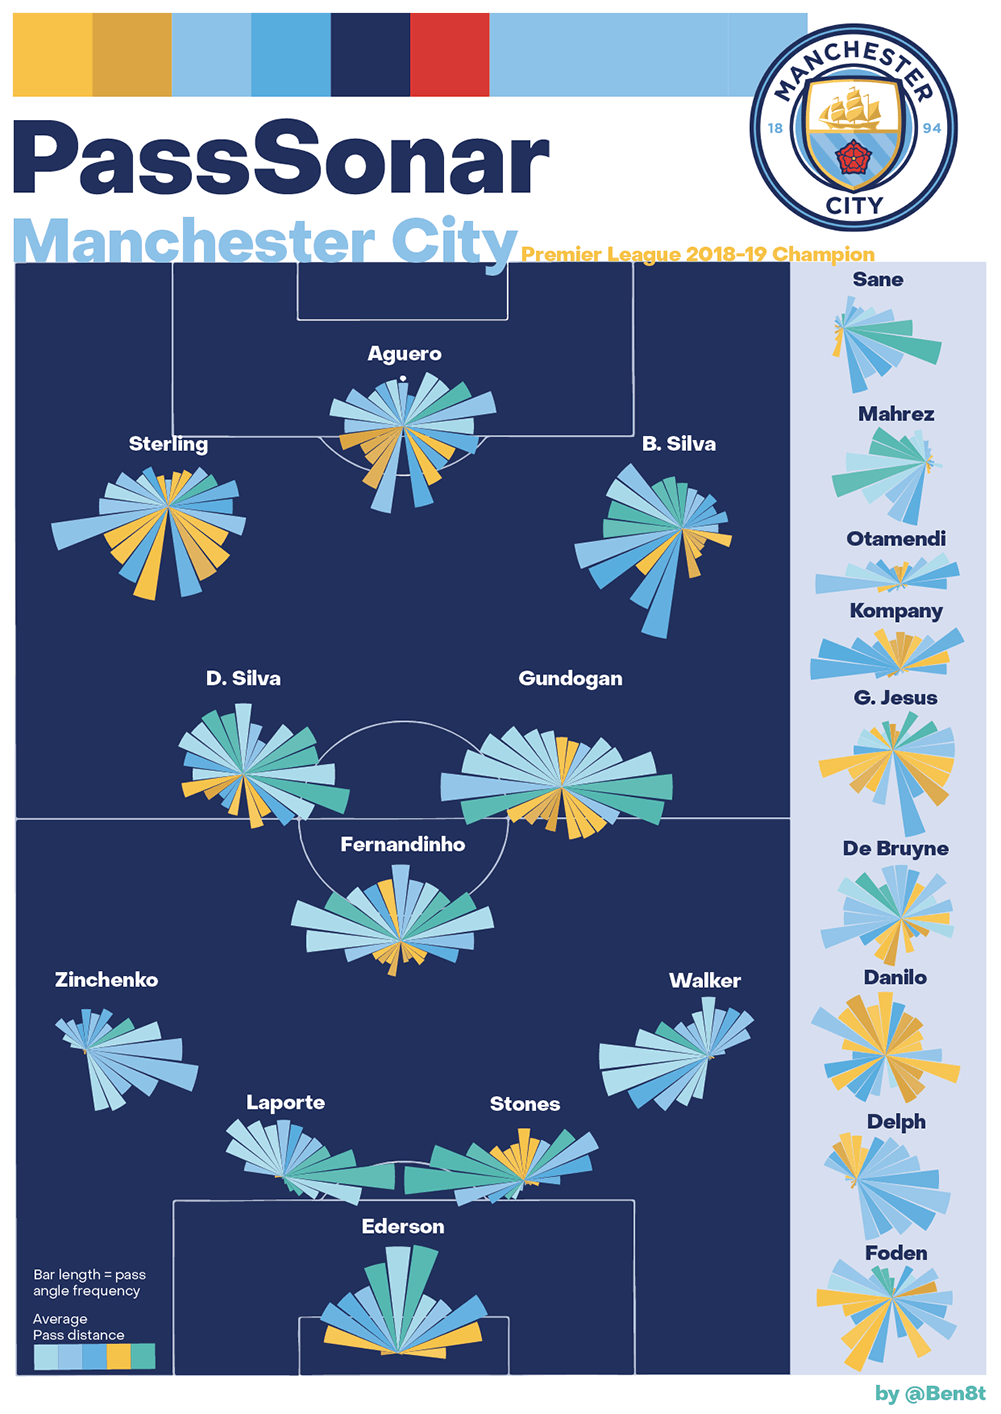 MANCHESTER
18 94
CITY
PassSonar
Manchester City Premier League 2018-19 Champion
Sane
Aguero
Mahrez
Sterling
B. Silva
Otamendi
Kompany
D. Silva
Gundogan
G. Jesus
Fernandinho
De Bruyne
Zinchenko
Walker
Danilo
Laporte
Stones
Delph
Ederson
Foden
Bar length = pass
angle frequency
Average
Pass distance
by @Ben8t